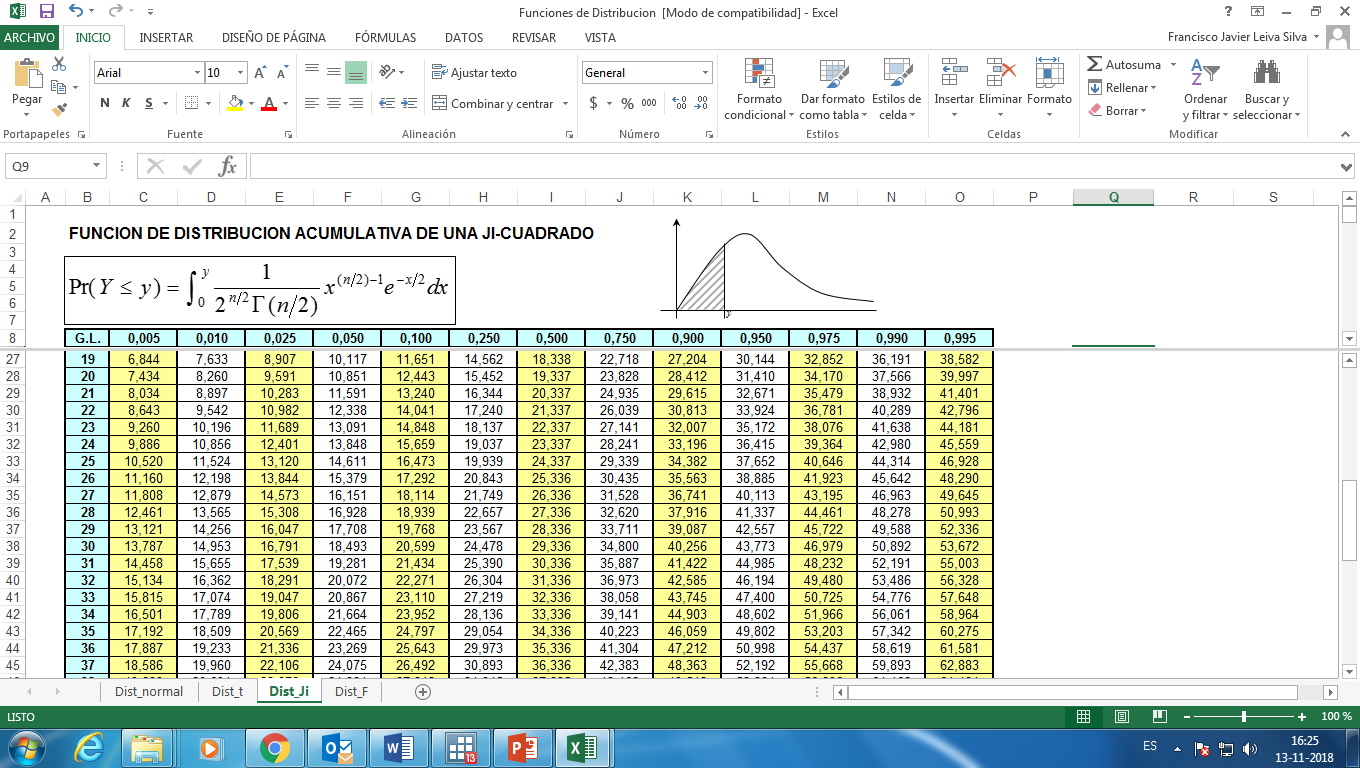 Funciones de Distribucion [Modo de compatibilidad] - Excel
ARCHIVO INICIO INSERTAR DISEÑO DE PÁGINA FÓRMULAS DATOS REVISAR VISTA Francisco Javier Leiva Silva
Pegar
Arial 10
N K S
Ajustar texto
Combinar y centrar
General
$ % 000
Formato condicional
Dar formato como tabla
Estilos de celda
Insertar Eliminar Formato
Autosuma
Rellenar
Borrar
Ordenar y filtrar
Buscar y seleccionar
Portapapeles Fuente Alineación Número Estilos Celdas Modificar
Q9 fx
A B C D E F G H I J K L M N O P Q R S
1
2 FUNCION DE DISTRIBUCION ACUMULATIVA DE UNA JI-CUADRADO
3
4
5 Pr(Y ≤ y) = ∫₀^y 1 / (2^(n/2) Γ(n/2)) x^((n/2)−1) e^(−x/2) dx
6
7 y
8 G.L. 0,005 0,010 0,025 0,050 0,100 0,250 0,500 0,750 0,900 0,950 0,975 0,990 0,995
27 19 6,844 7,633 8,907 10,117 11,651 14,562 18,338 22,718 27,204 30,144 32,852 36,191 38,582
28 20 7,434 8,260 9,591 10,851 12,443 15,452 19,337 23,828 28,412 31,410 34,170 37,566 39,997
29 21 8,034 8,897 10,283 11,591 13,240 16,344 20,337 24,935 29,615 32,671 35,479 38,932 41,401
30 22 8,643 9,542 10,982 12,338 14,041 17,240 21,337 26,039 30,813 33,924 36,781 40,289 42,796
31 23 9,260 10,196 11,689 13,091 14,848 18,137 22,337 27,141 32,007 35,172 38,076 41,638 44,181
32 24 9,886 10,856 12,401 13,848 15,659 19,037 23,337 28,241 33,196 36,415 39,364 42,980 45,559
33 25 10,520 11,524 13,120 14,611 16,473 19,939 24,337 29,339 34,382 37,652 40,646 44,314 46,928
34 26 11,160 12,198 13,844 15,379 17,292 20,843 25,336 30,435 35,563 38,885 41,923 45,642 48,290
35 27 11,808 12,879 14,573 16,151 18,114 21,749 26,336 31,528 36,741 40,113 43,195 46,963 49,645
36 28 12,461 13,565 15,308 16,928 18,939 22,657 27,336 32,620 37,916 41,337 44,461 48,278 50,993
37 29 13,121 14,256 16,047 17,708 19,768 23,567 28,336 33,711 39,087 42,557 45,722 49,588 52,336
38 30 13,787 14,953 16,791 18,493 20,599 24,478 29,336 34,800 40,256 43,773 46,979 50,892 53,672
39 31 14,458 15,655 17,539 19,281 21,434 25,390 30,336 35,887 41,422 44,985 48,232 52,191 55,003
40 32 15,134 16,362 18,291 20,072 22,271 26,304 31,336 36,973 42,585 46,194 49,480 53,486 56,328
41 33 15,815 17,074 19,047 20,867 23,110 27,219 32,336 38,058 43,745 47,400 50,725 54,776 57,648
42 34 16,501 17,789 19,806 21,664 23,952 28,136 33,336 39,141 44,903 48,602 51,966 56,061 58,964
43 35 17,192 18,509 20,569 22,465 24,797 29,054 34,336 40,223 46,059 49,802 53,203 57,342 60,275
44 36 17,887 19,233 21,336 23,269 25,643 29,973 35,336 41,304 47,212 50,998 54,437 58,619 61,581
45 37 18,586 19,960 22,106 24,075 26,492 30,893 36,336 42,383 48,363 52,192 55,668 59,893 62,883
Dist_normal Dist_t Dist_Ji Dist_F
LISTO 100 %
13
ES 16:25
13-11-2018